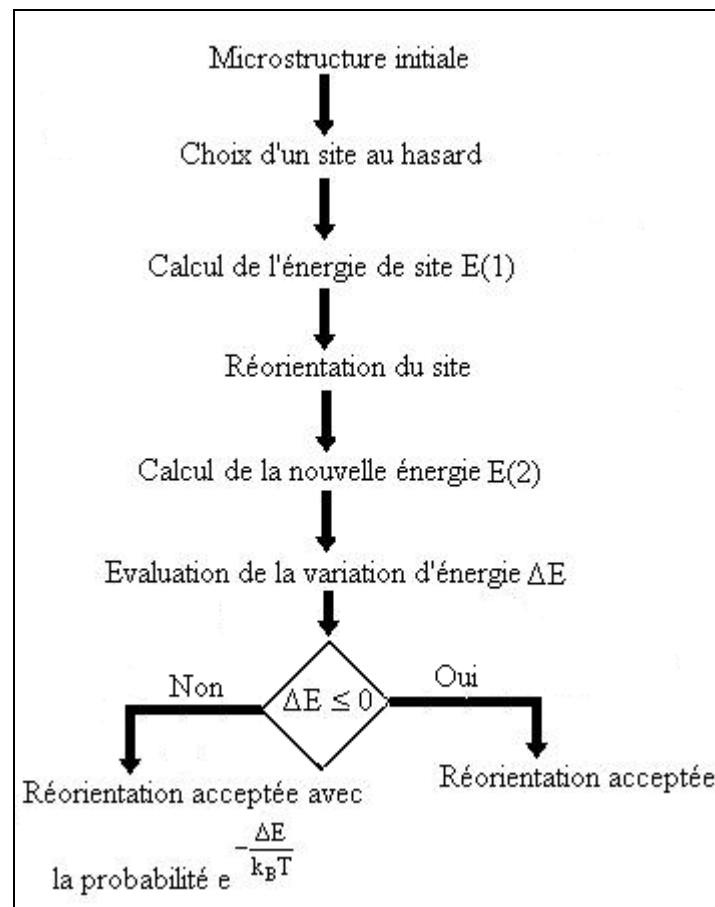 Microstructure initiale
Choix d'un site au hasard
Calcul de l'énergie de site E(1)
Réorientation du site
Calcul de la nouvelle énergie E(2)
Evaluation de la variation d'énergie ΔE
Non
ΔE ≤ 0
Oui
Réorientation acceptée avec
la probabilité e^{-\frac{ΔE}{k_BT}}
Réorientation acceptée